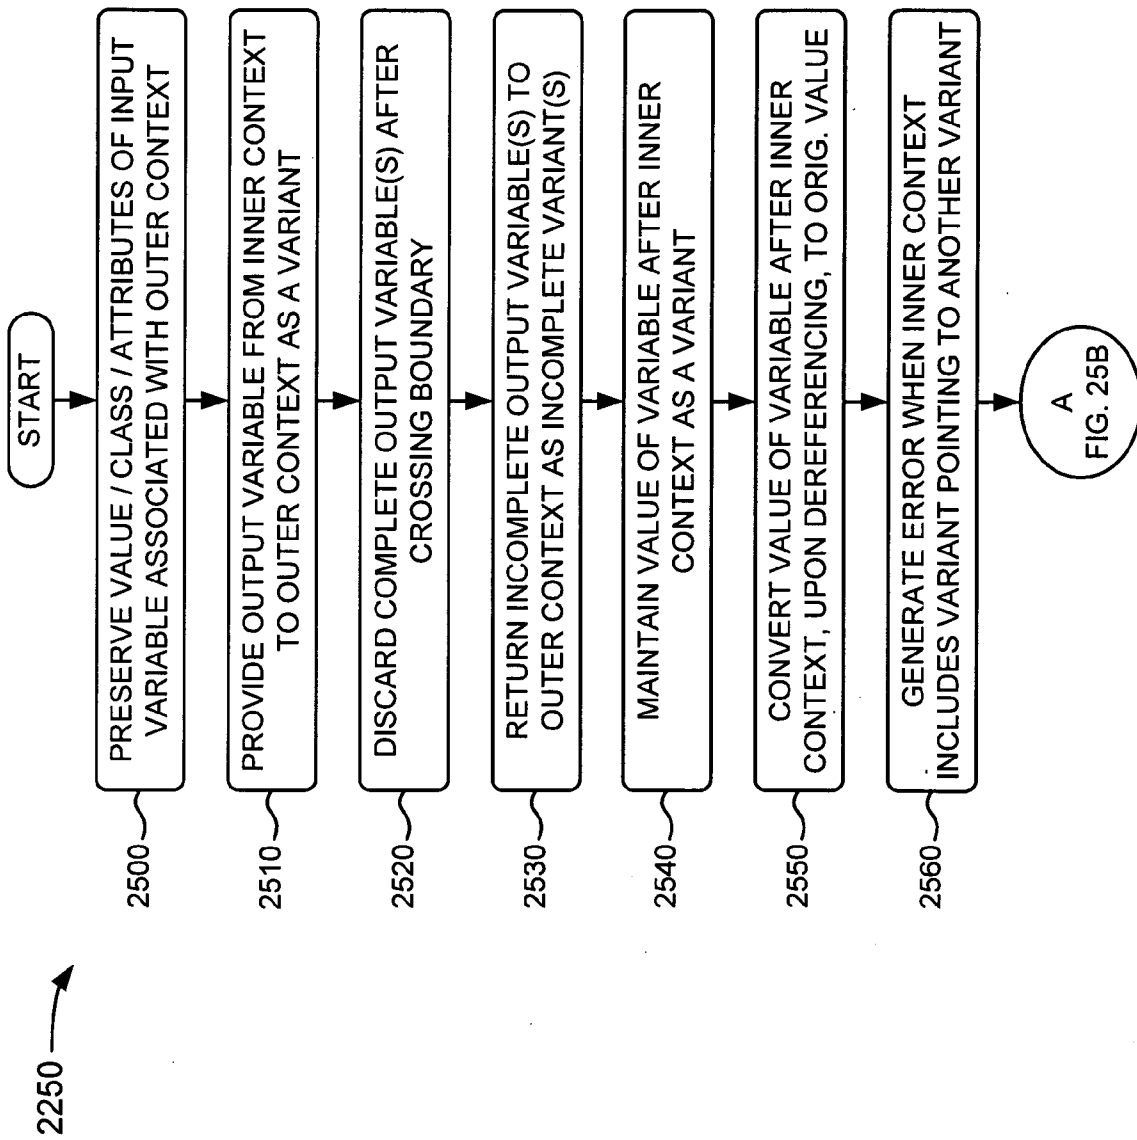 2250
START
2500
PRESERVE VALUE / CLASS / ATTRIBUTES OF INPUT
VARIABLE ASSOCIATED WITH OUTER CONTEXT
2510
PROVIDE OUTPUT VARIABLE FROM INNER CONTEXT
TO OUTER CONTEXT AS A VARIANT
2520
DISCARD COMPLETE OUTPUT VARIABLE(S) AFTER
CROSSING BOUNDARY
2530
RETURN INCOMPLETE OUTPUT VARIABLE(S) TO
OUTER CONTEXT AS INCOMPLETE VARIANT(S)
2540
MAINTAIN VALUE OF VARIABLE AFTER INNER
CONTEXT AS A VARIANT
2550
CONVERT VALUE OF VARIABLE AFTER INNER
CONTEXT, UPON DEREFERENCING, TO ORIG. VALUE
2560
GENERATE ERROR WHEN INNER CONTEXT
INCLUDES VARIANT POINTING TO ANOTHER VARIANT
A
FIG. 25B